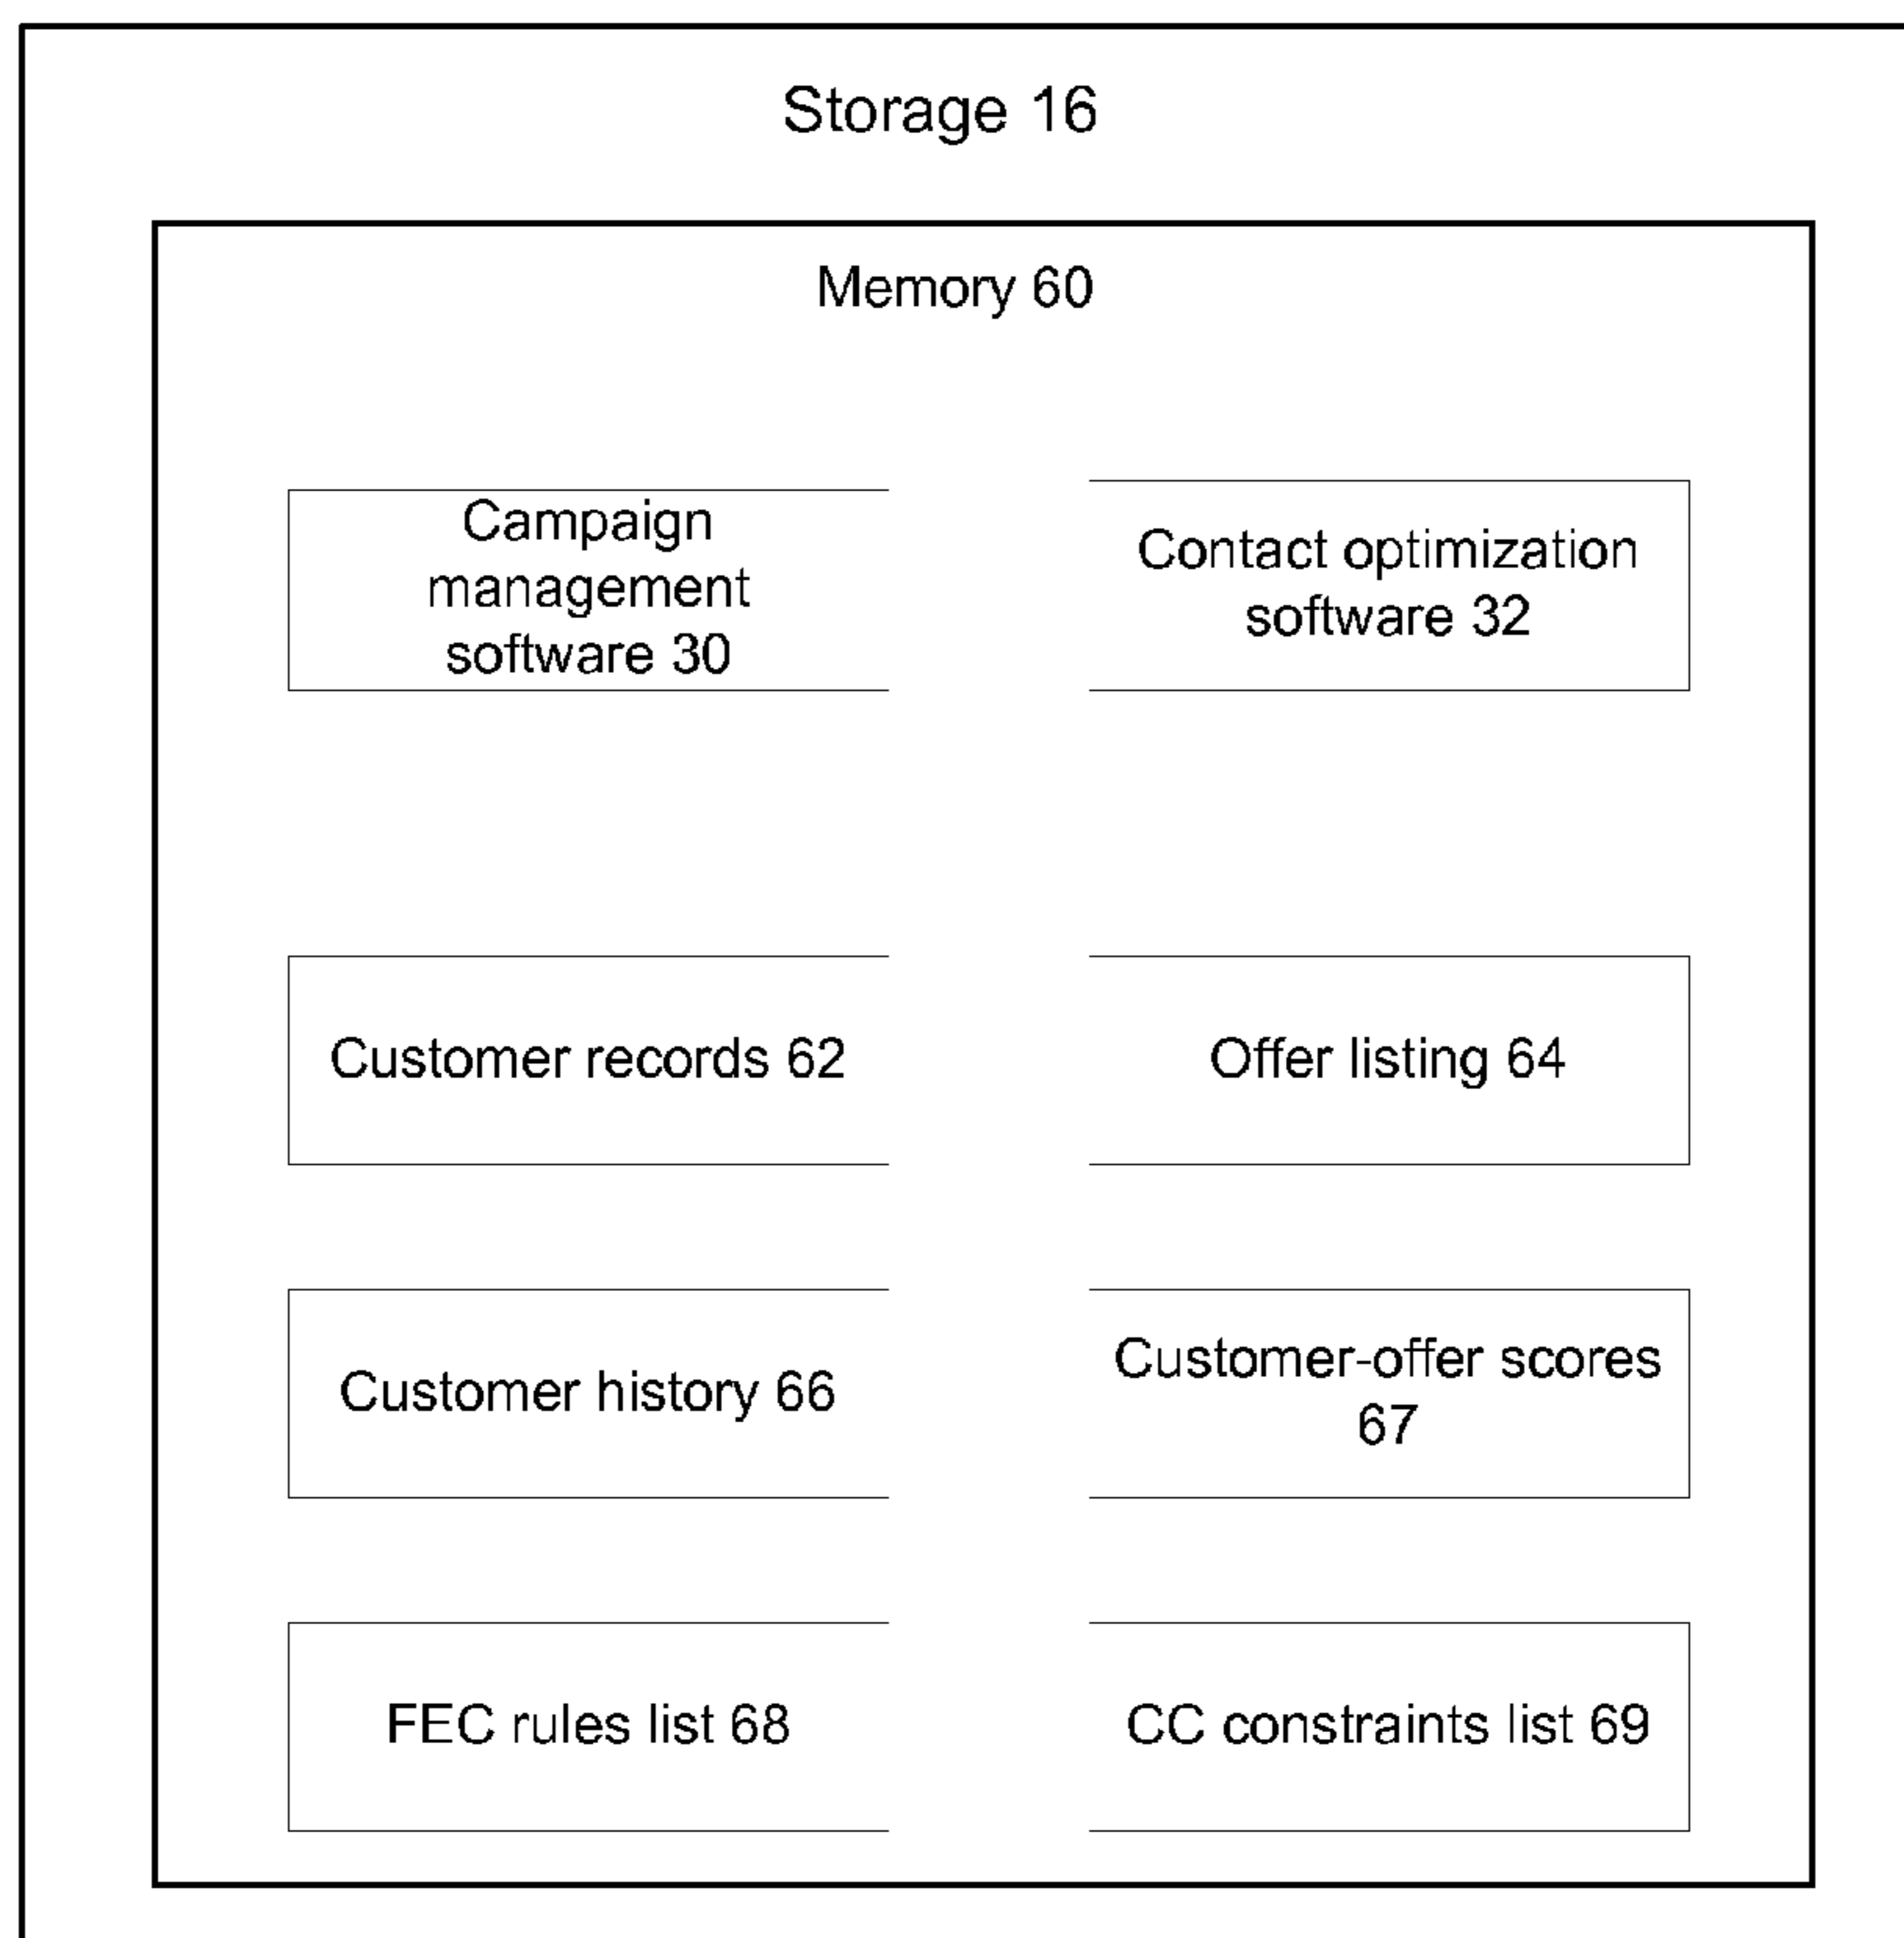 Storage 16
Memory 60
Campaign
management
software 30
Contact optimization
software 32
Customer records 62
Offer listing 64
Customer history 66
Customer-offer scores
67
FEC rules list 68
CC constraints list 69